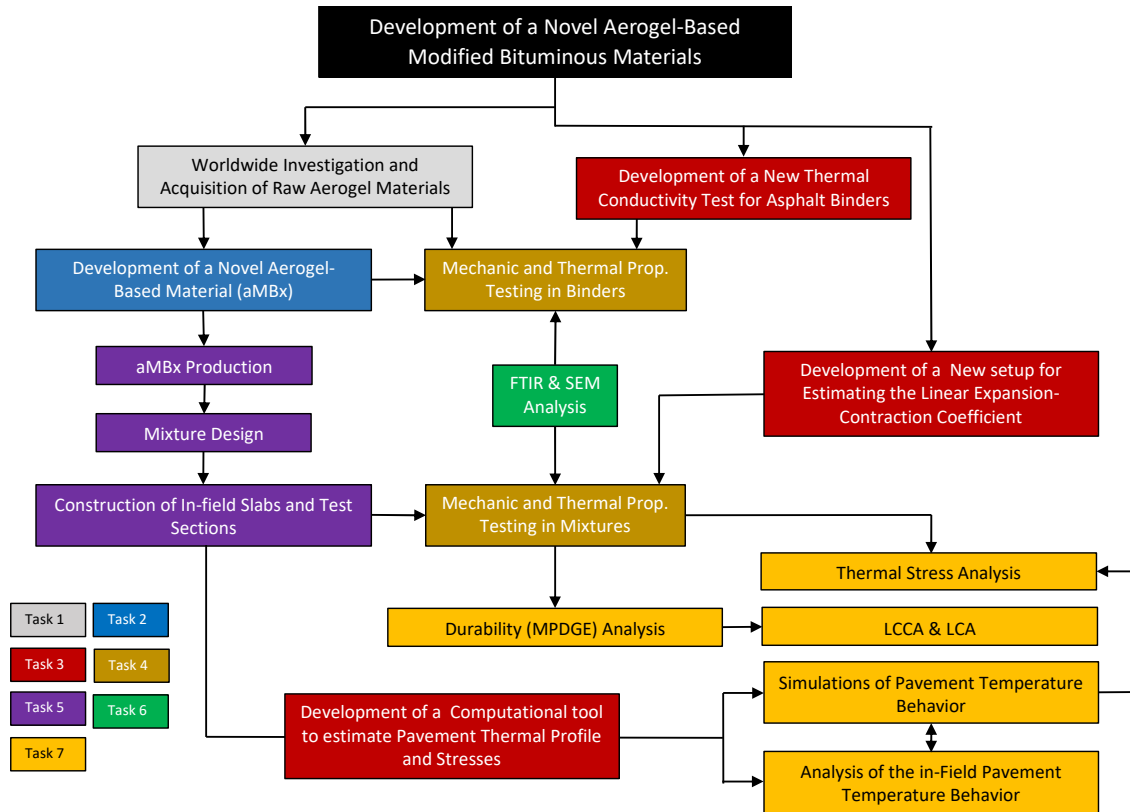 Development of a Novel Aerogel-Based
Modified Bituminous Materials
Worldwide Investigation and
Acquisition of Raw Aerogel Materials
Development of a New Thermal
Conductivity Test for Asphalt Binders
Development of a Novel Aerogel-
Based Material (aMBx)
Mechanic and Thermal Prop.
Testing in Binders
aMBx Production
FTIR & SEM
Analysis
Development of a New setup for
Estimating the Linear Expansion-
Contraction Coefficient
Mixture Design
Construction of In-field Slabs and Test
Sections
Mechanic and Thermal Prop.
Testing in Mixtures
Thermal Stress Analysis
Task 1
Task 2
Durability (MPDGE) Analysis
LCCA & LCA
Task 3
Task 4
Simulations of Pavement Temperature
Behavior
Task 5
Task 6
Development of a Computational tool
to estimate Pavement Thermal Profile
and Stresses
Task 7
Analysis of the in-Field Pavement
Temperature Behavior